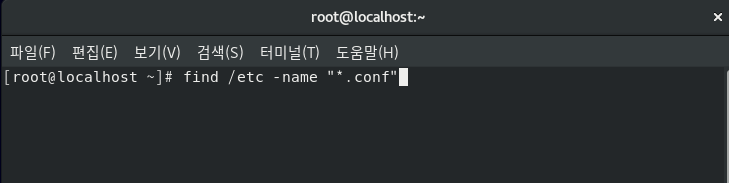 root@localhost:~
파일(F) 편집(E) 보기(V) 검색(S) 터미널(T) 도움말(H)
[root@localhost ~]# find /etc -name "*.conf"